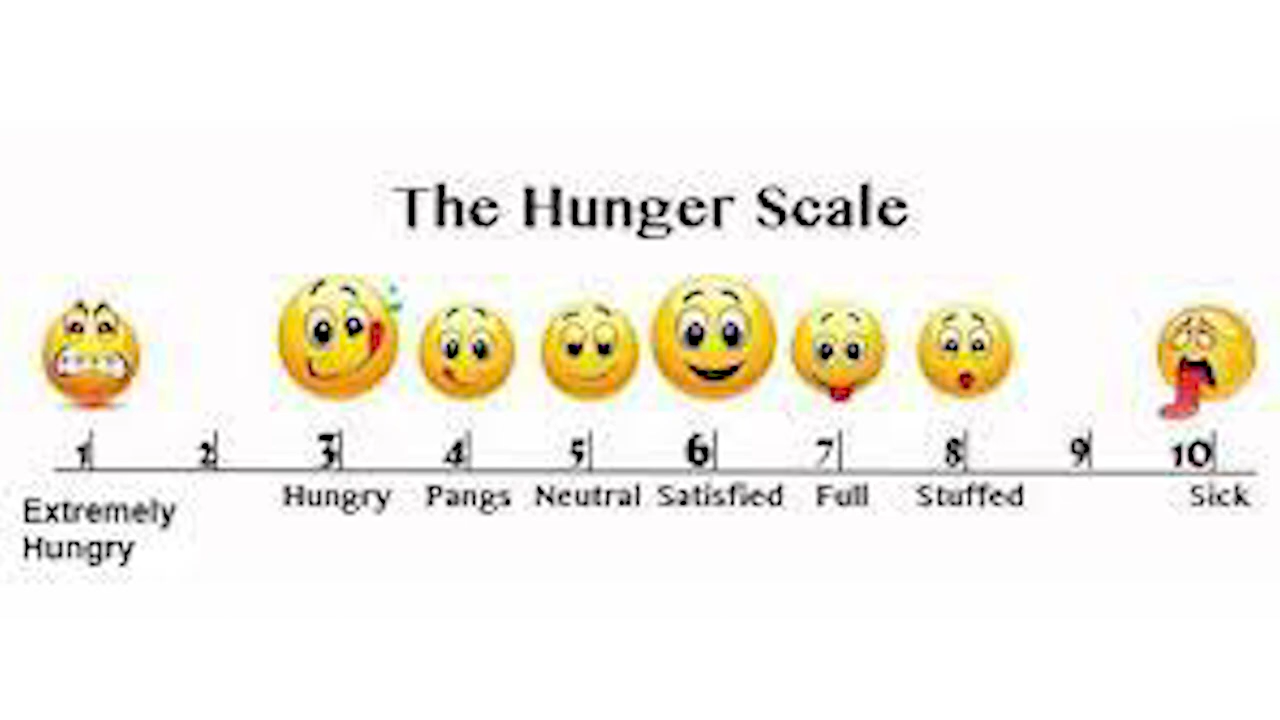 The Hunger Scale
1 2 3 4 5 6 7 8 9 10
Hungry Pangs Neutral Satisfied Full Stuffed Sick
Extremely
Hungry